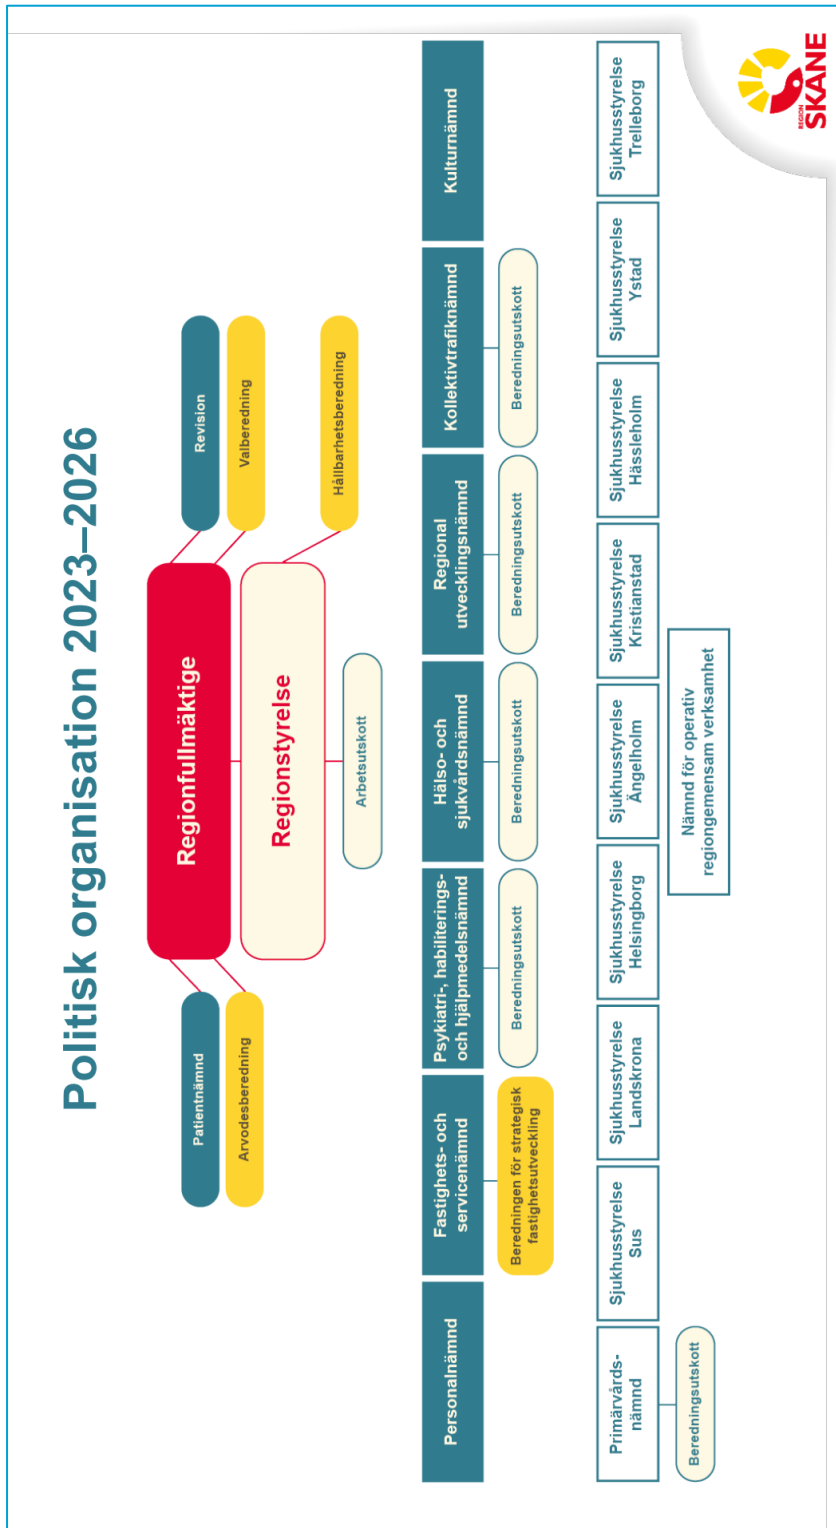 Politisk organisation 2023–2026
REGION
SKÅNE
Patientnämnd
Arvodesberedning
Regionfullmäktige
Regionstyrelse
Arbetsutskott
Revision
Valberedning
Hållbarhetsberedning
Personalnämnd
Fastighets- och
servicenämnd
Psykiatri-, habiliterings-
och hjälpmedelsnämnd
Hälso- och
sjukvårdsnämnd
Regional
utvecklingsnämnd
Kollektivtrafiknämnd
Kulturnämnd
Beredningen för strategisk
fastighetsutveckling
Beredningsutskott
Beredningsutskott
Beredningsutskott
Beredningsutskott
Primärvårds-
nämnd
Sjukhusstyrelse
Sus
Sjukhusstyrelse
Landskrona
Sjukhusstyrelse
Helsingborg
Sjukhusstyrelse
Ängelholm
Sjukhusstyrelse
Kristianstad
Sjukhusstyrelse
Hässleholm
Sjukhusstyrelse
Ystad
Sjukhusstyrelse
Trelleborg
Beredningsutskott
Nämnd för operativ
regiongemensam verksamhet